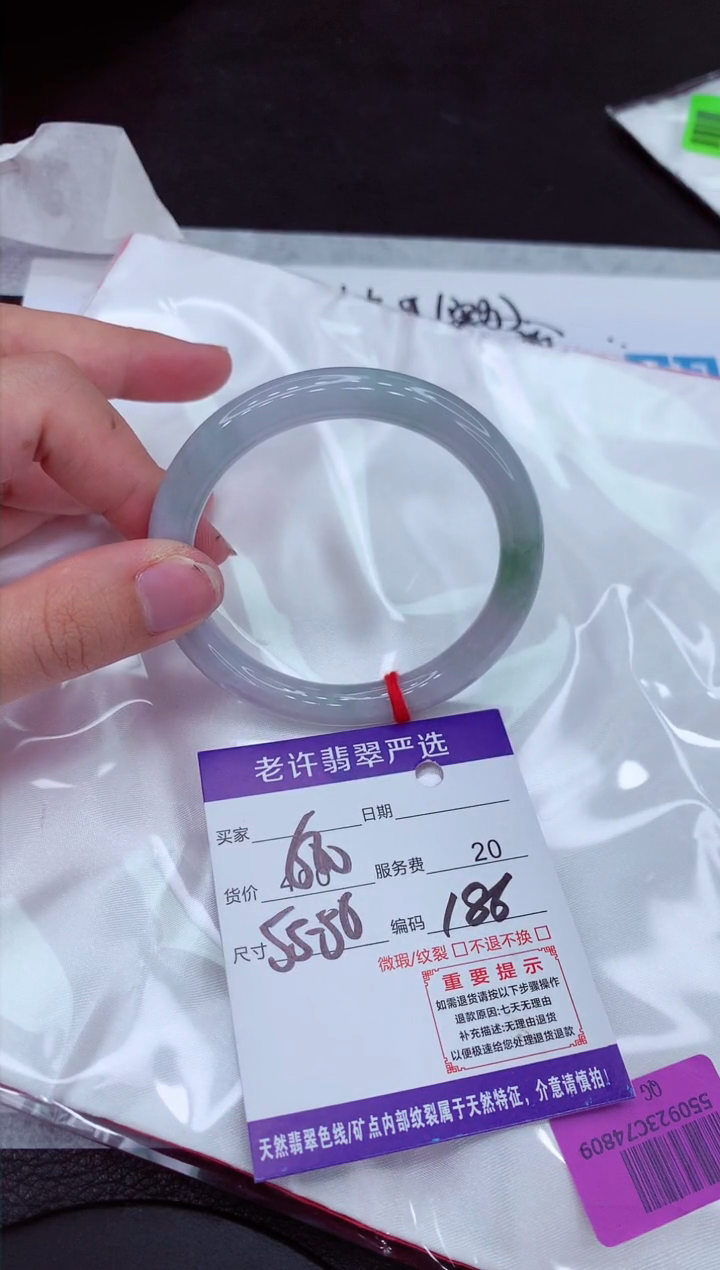 老许翡翠严选
买家 日期
货价 服务费 20
尺寸 55-56 编码 186
微瑕/纹裂 □ 不退不换 □
重要提示
如需退货请按以下步骤操作
退款原因:七天无理由
补充描述:无理由退货
以便极速给您处理退货退款
天然翡翠色线/矿点内部纹裂属于天然特征，介意请慎拍!
QC
550923C74809